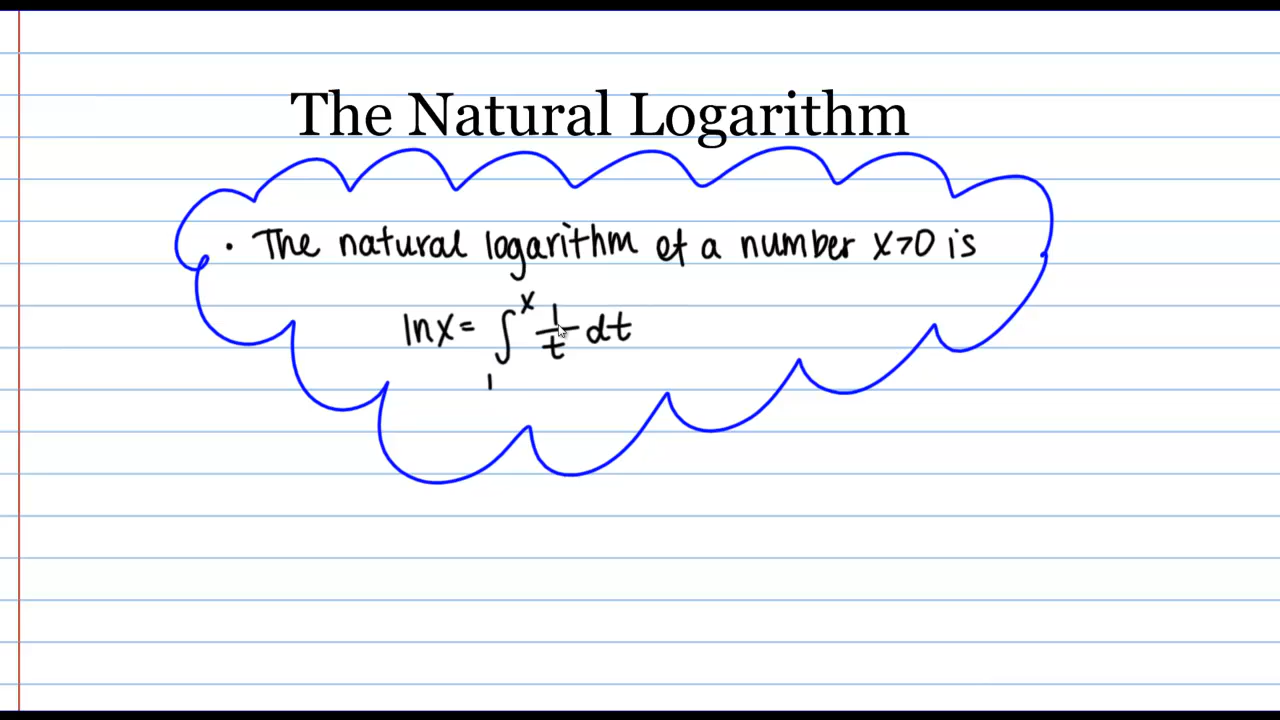 The Natural Logarithm
• The natural logarithm of a number x>0 is
ln x = ∫₁ˣ 1/t dt